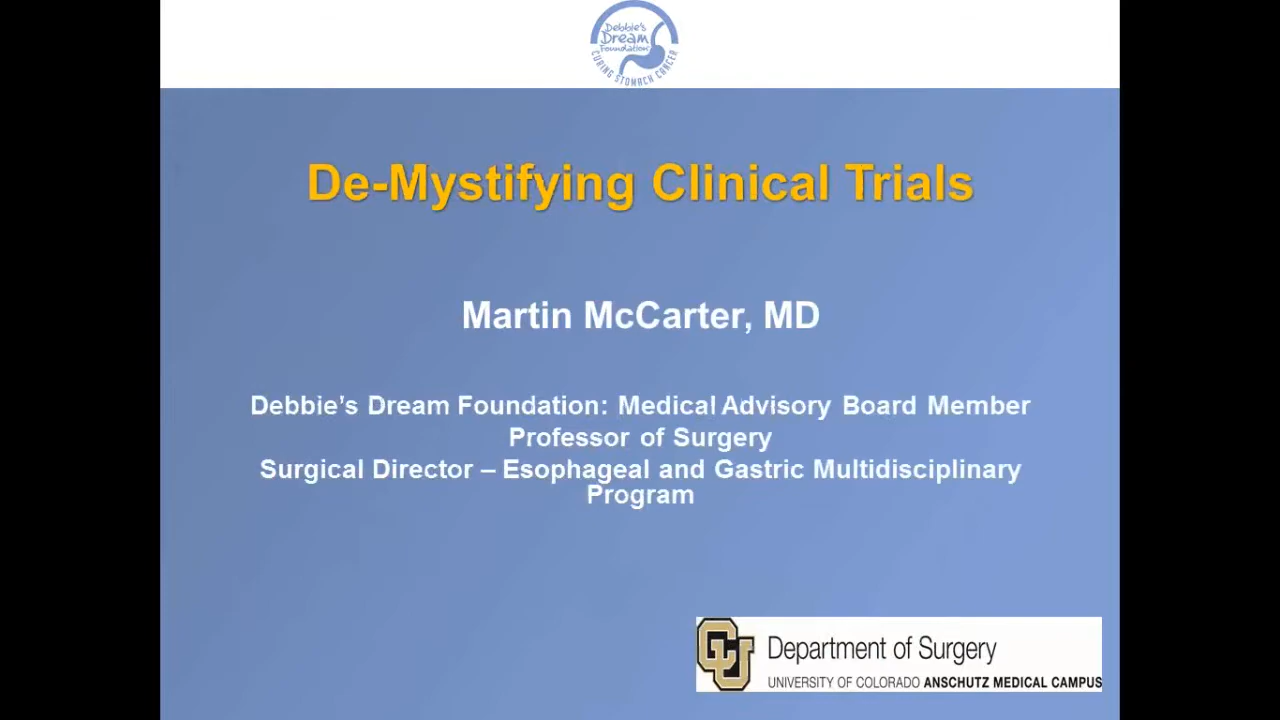 Debbie's
Dream
Foundation
CURING STOMACH CANCER
De-Mystifying Clinical Trials
Martin McCarter, MD
Debbie’s Dream Foundation: Medical Advisory Board Member
Professor of Surgery
Surgical Director – Esophageal and Gastric Multidisciplinary
Program
CU
Department of Surgery
UNIVERSITY OF COLORADO ANSCHUTZ MEDICAL CAMPUS